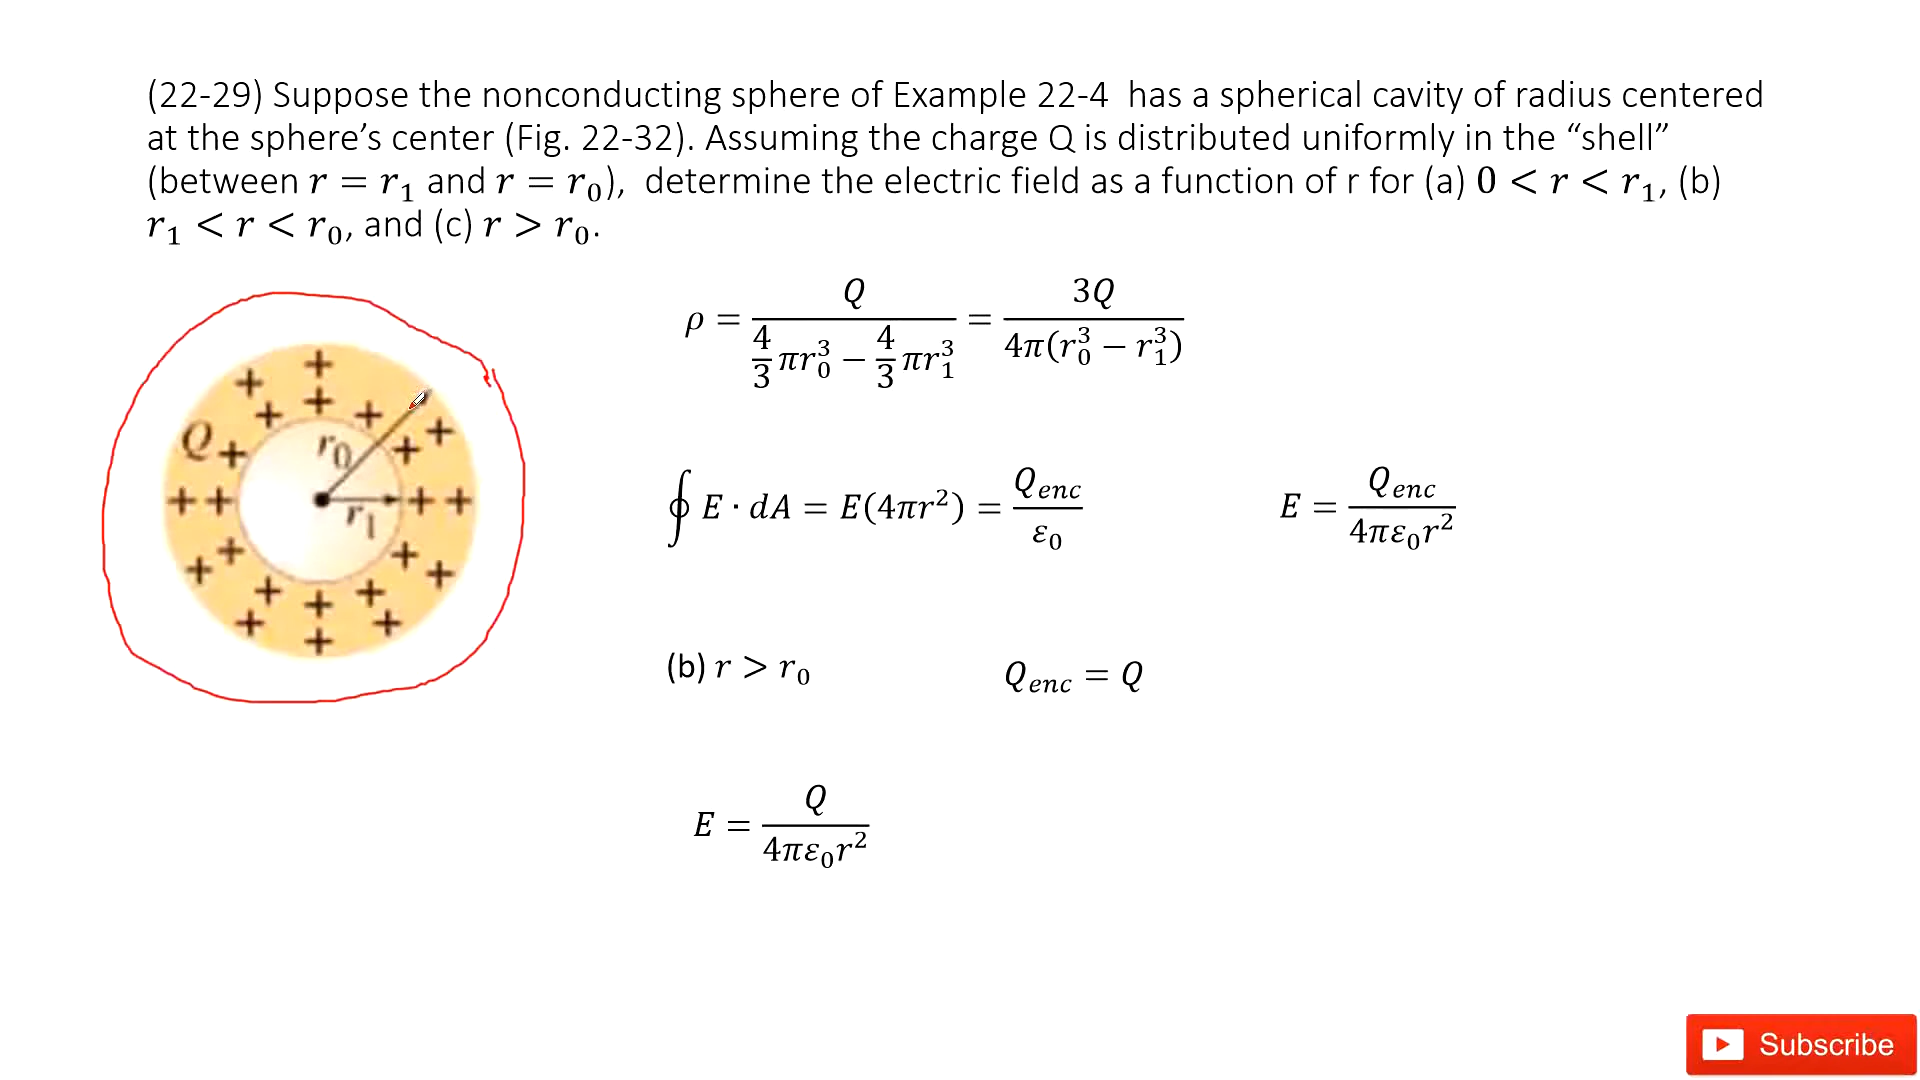 (22-29) Suppose the nonconducting sphere of Example 22-4 has a spherical cavity of radius centered
at the sphere’s center (Fig. 22-32). Assuming the charge Q is distributed uniformly in the “shell”
(between r = r₁ and r = r₀), determine the electric field as a function of r for (a) 0 < r < r₁, (b)
r₁ < r < r₀, and (c) r > r₀.
ρ = Q / (4/3 πr₀³ − 4/3 πr₁³) = 3Q / 4π(r₀³ − r₁³)
Q
r₀
r₁
∮ E · dA = E(4πr²) = Qenc / ε₀
E = Qenc / 4πε₀r²
(b) r > r₀
Qenc = Q
E = Q / 4πε₀r²
Subscribe